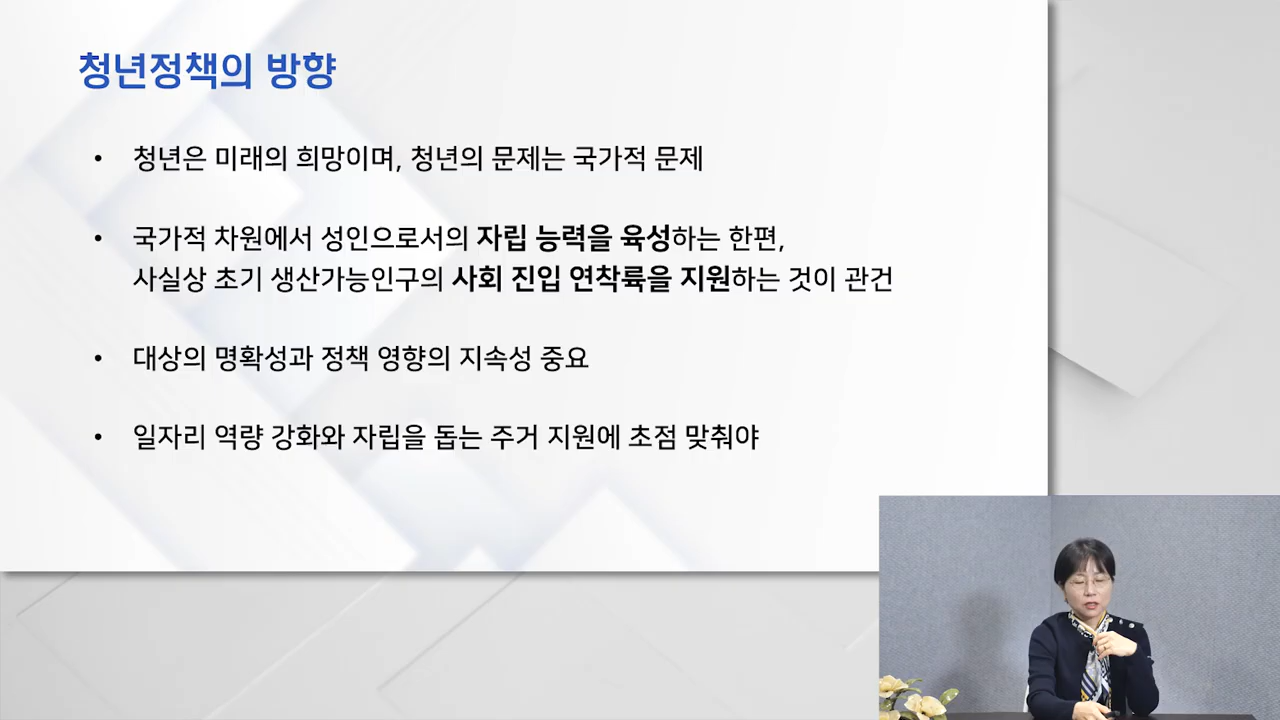 청년정책의 방향
• 청년은 미래의 희망이며, 청년의 문제는 국가적 문제
• 국가적 차원에서 성인으로서의 자립 능력을 육성하는 한편,
사실상 초기 생산가능인구의 사회 진입 연착륙을 지원하는 것이 관건
• 대상의 명확성과 정책 영향의 지속성 중요
• 일자리 역량 강화와 자립을 돕는 주거 지원에 초점 맞춰야